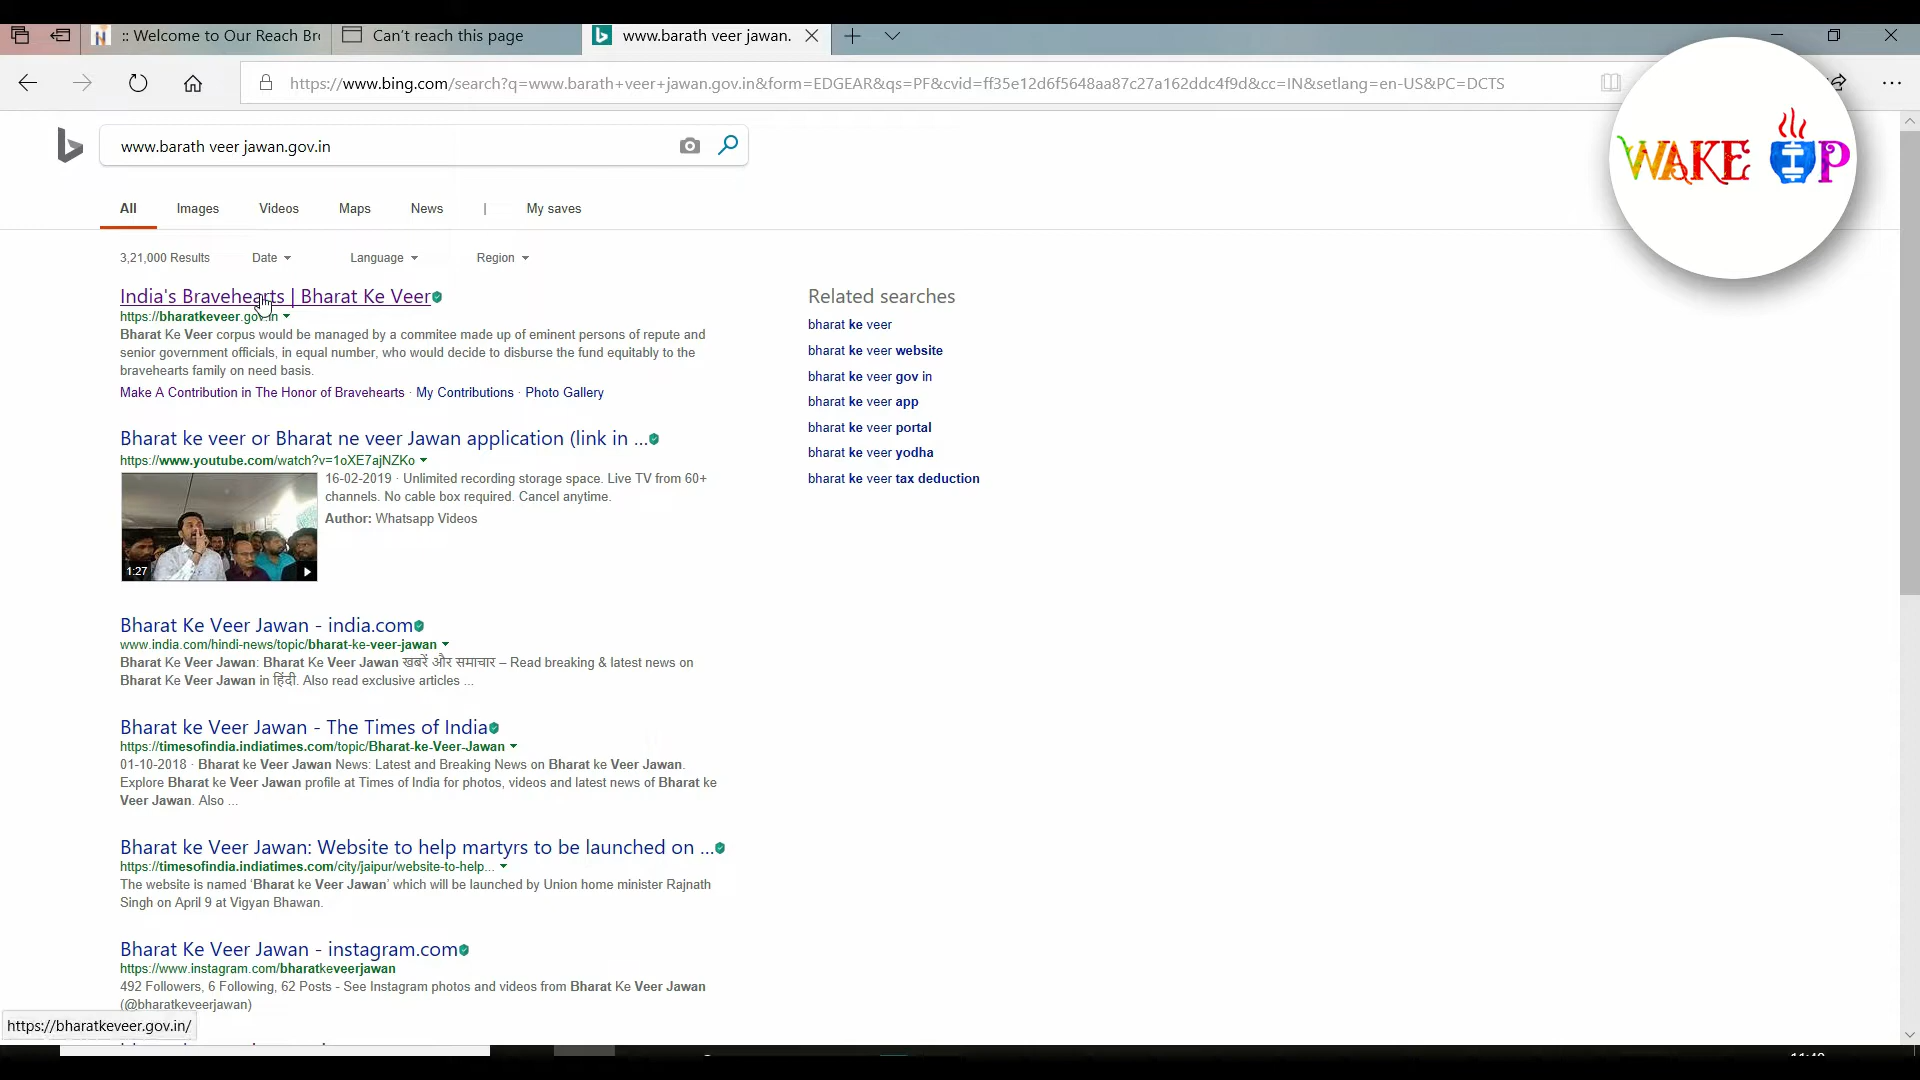 :: Welcome to Our Reach Br
Can't reach this page
www.barath veer jawan.
https://www.bing.com/search?q=www.barath+veer+jawan.gov.in&form=EDGEAR&qs=PF&cvid=ff35e12d6f5648aa87c27a162ddc4f9d&cc=IN&setlang=en-US&PC=DCTS
WAKE UP
www.barath veer jawan.gov.in
All Images Videos Maps News | My saves
3,21,000 Results Date Language Region
India's Bravehearts | Bharat Ke Veer
https://bharatkeveer.gov.in
Bharat Ke Veer corpus would be managed by a commitee made up of eminent persons of repute and
senior government officials, in equal number, who would decide to disburse the fund equitably to the
bravehearts family on need basis.
Make A Contribution in The Honor of Bravehearts · My Contributions · Photo Gallery
Bharat ke veer or Bharat ne veer Jawan application (link in ...
https://www.youtube.com/watch?v=1oXE7ajNZKo
16-02-2019 · Unlimited recording storage space. Live TV from 60+
channels. No cable box required. Cancel anytime.
Author: Whatsapp Videos
1:27
Bharat Ke Veer Jawan - india.com
www.india.com/hindi-news/topic/bharat-ke-veer-jawan
Bharat Ke Veer Jawan: Bharat Ke Veer Jawan खबरें और समाचार – Read breaking & latest news on
Bharat Ke Veer Jawan in हिंदी. Also read exclusive articles ...
Bharat ke Veer Jawan - The Times of India
https://timesofindia.indiatimes.com/topic/Bharat-ke-Veer-Jawan
01-10-2018 · Bharat ke Veer Jawan News: Latest and Breaking News on Bharat ke Veer Jawan.
Explore Bharat ke Veer Jawan profile at Times of India for photos, videos and latest news of Bharat ke
Veer Jawan. Also ...
Bharat ke Veer Jawan: Website to help martyrs to be launched on ...
https://timesofindia.indiatimes.com/city/jaipur/website-to-help...
The website is named ‘Bharat ke Veer Jawan’ which will be launched by Union home minister Rajnath
Singh on April 9 at Vigyan Bhawan.
Bharat Ke Veer Jawan - instagram.com
https://www.instagram.com/bharatkeveerjawan
492 Followers, 6 Following, 62 Posts - See Instagram photos and videos from Bharat Ke Veer Jawan
(@bharatkeveerjawan)
https://bharatkeveer.gov.in/
Related searches
bharat ke veer
bharat ke veer website
bharat ke veer gov in
bharat ke veer app
bharat ke veer portal
bharat ke veer yodha
bharat ke veer tax deduction